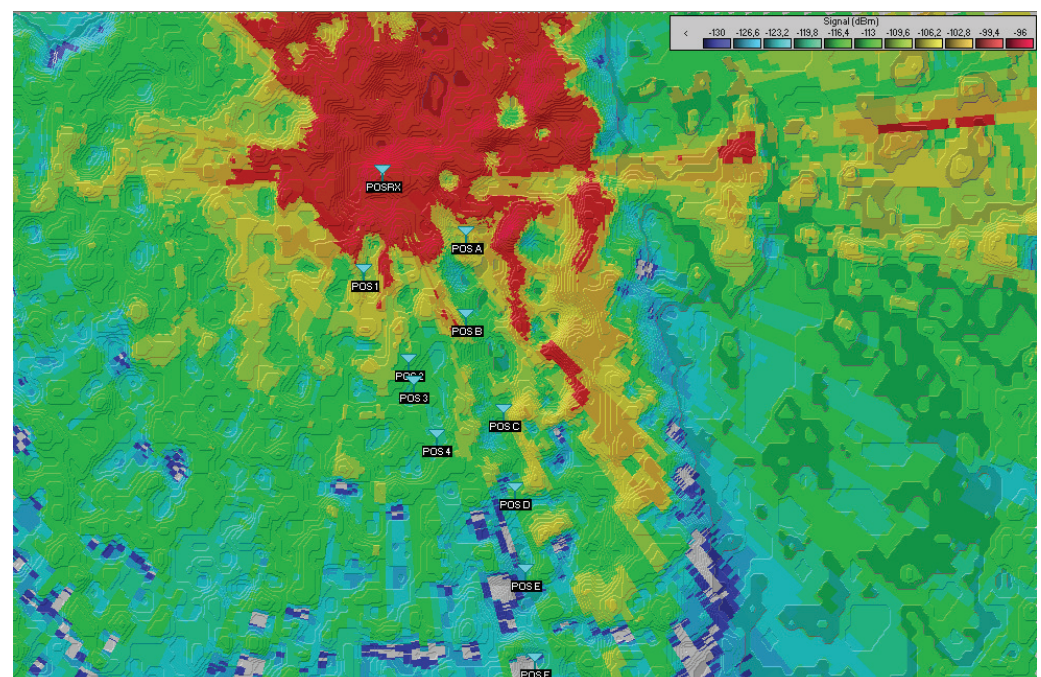 Signal (dBm)
< -130 -126,6 -123,2 -119,8 -116,4 -113 -109,6 -106,2 -102,8 -99,4 -96
POSRX
POS A
POS 1
POS B
POS 2
POS 3
POS C
POS 4
POS D
POS E
POS F